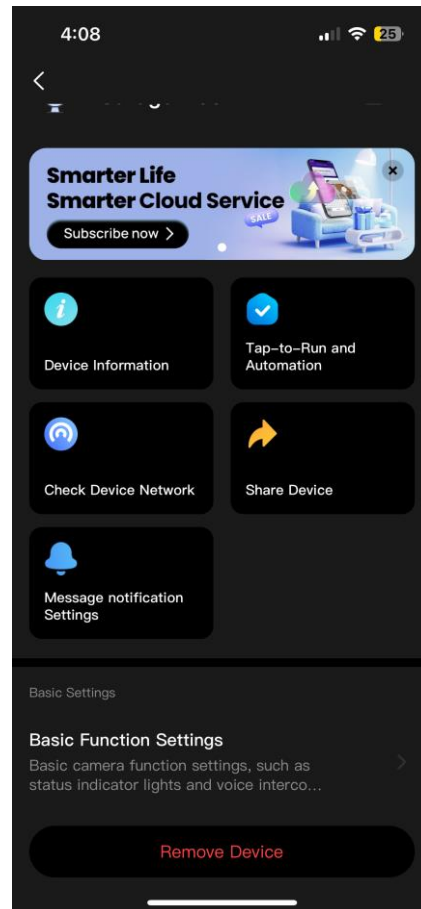 4:08
25
Smarter Life
Smarter Cloud Service
SALE
Subscribe now >
Device Information
Tap-to-Run and
Automation
Check Device Network
Share Device
Message notification
Settings
Basic Settings
Basic Function Settings
Basic camera function settings, such as
status indicator lights and voice interco...
Remove Device